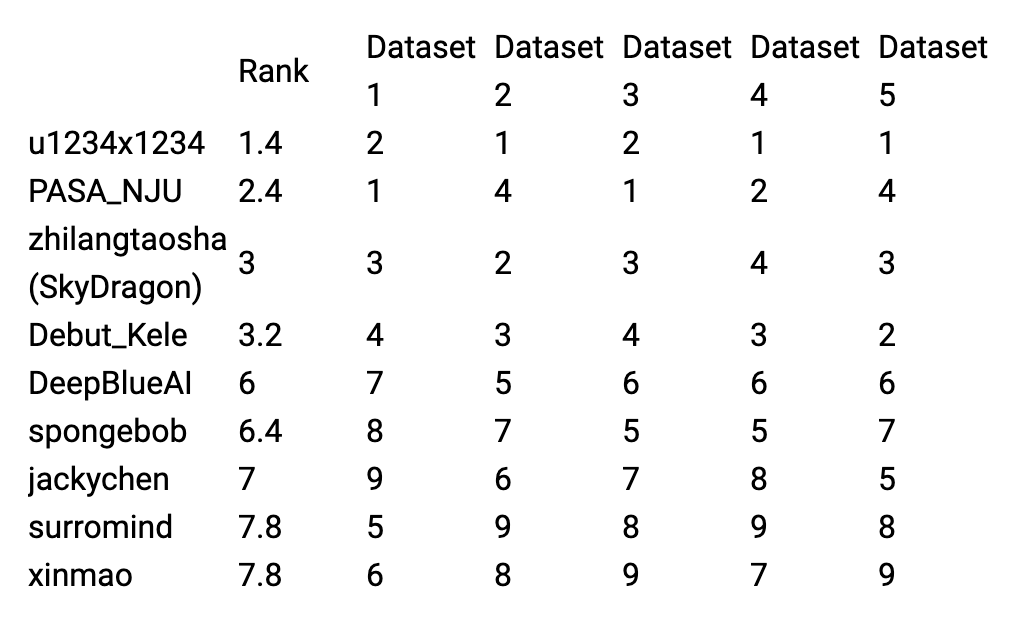 Rank Dataset 1 Dataset 2 Dataset 3 Dataset 4 Dataset 5
u1234x1234 1.4 2 1 2 1 1
PASA_NJU 2.4 1 4 1 2 4
zhilangtaosha (SkyDragon) 3 3 2 3 4 3
Debut_Kele 3.2 4 3 4 3 2
DeepBlueAI 6 7 5 6 6 6
spongebob 6.4 8 7 5 5 7
jackychen 7 9 6 7 8 5
surromind 7.8 5 9 8 9 8
xinmao 7.8 6 8 9 7 9